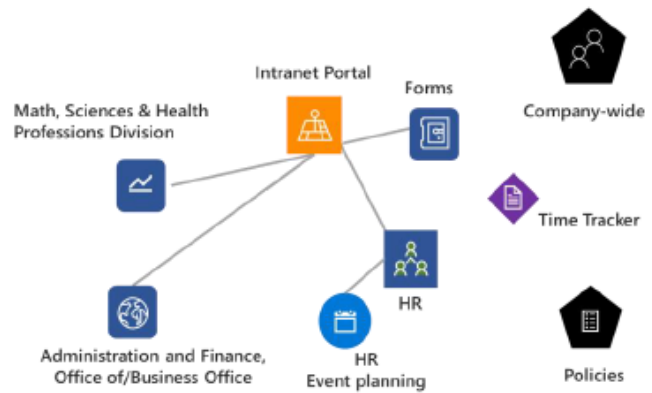 Intranet Portal
Forms
Company-wide
Math, Sciences & Health
Professions Division
Time Tracker
HR
Administration and Finance,
Office of/Business Office
HR
Event planning
Policies